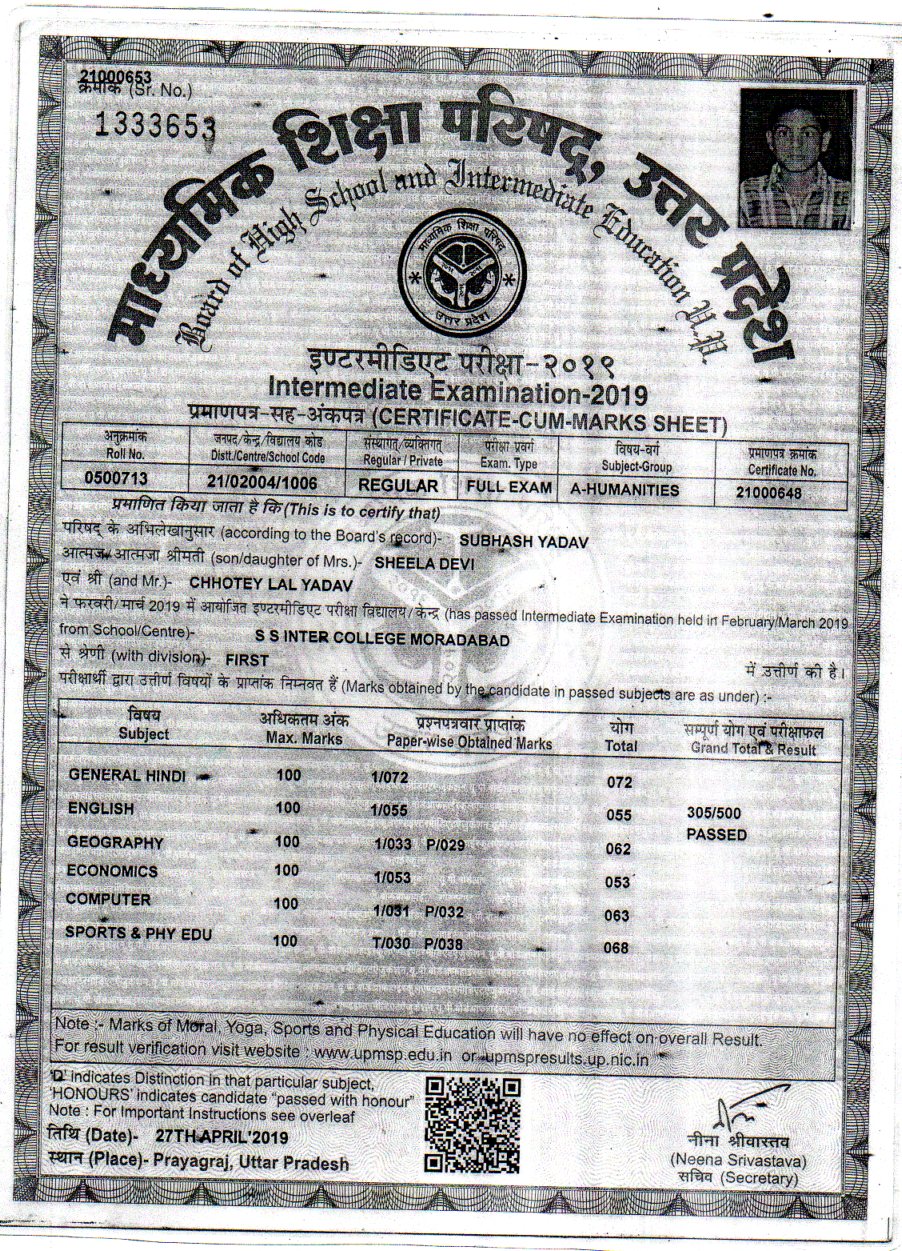 21000653
क्रमांक (Sr. No.)
1333653
माध्यमिक शिक्षा परिषद्, उत्तर प्रदेश
Board of High School and Intermediate Education U.P.
माध्यमिक शिक्षा परिषद
उत्तर प्रदेश
इण्टरमीडिएट परीक्षा-२०१९
Intermediate Examination-2019
प्रमाणपत्र-सह-अंकपत्र (CERTIFICATE-CUM-MARKS SHEET)
अनुक्रमांक जनपद/केन्द्र/विद्यालय कोड संस्थागत्/व्यक्तिगत् परीक्षा प्रवर्ग विषय-वर्ग प्रमाणपत्र क्रमांक
Roll No. Distt./Centre/School Code Regular / Private Exam. Type Subject-Group Certificate No.
0500713 21/02004/1006 REGULAR FULL EXAM A-HUMANITIES 21000648
प्रमाणित किया जाता है कि (This is to certify that)
परिषद् के अभिलेखानुसार (according to the Board's record)- SUBHASH YADAV
आत्मज/आत्मजा श्रीमती (son/daughter of Mrs.)- SHEELA DEVI
एवं श्री (and Mr.)- CHHOTEY LAL YADAV
ने फरवरी/मार्च 2019 में आयोजित इण्टरमीडिएट परीक्षा विद्यालय/केन्द्र (has passed Intermediate Examination held in February/March 2019
from School/Centre)- S S INTER COLLEGE MORADABAD
से श्रेणी (with division)- FIRST में उत्तीर्ण की है।
परीक्षार्थी द्वारा उत्तीर्ण विषयों के प्राप्तांक निम्नवत हैं (Marks obtained by the candidate in passed subjects are as under) :-
विषय अधिकतम अंक प्रश्नपत्रवार प्राप्तांक योग सम्पूर्ण योग एवं परीक्षाफल
Subject Max. Marks Paper-wise Obtained Marks Total Grand Total & Result
GENERAL HINDI 100 1/072 072
ENGLISH 100 1/055 055 305/500
PASSED
GEOGRAPHY 100 1/033 P/029 062
ECONOMICS 100 1/053 053
COMPUTER 100 1/031 P/032 063
SPORTS & PHY EDU 100 T/030 P/038 068
Note :- Marks of Moral, Yoga, Sports and Physical Education will have no effect on overall Result.
For result verification visit website : www.upmsp.edu.in or upmspresults.up.nic.in
'D' indicates Distinction in that particular subject,
'HONOURS' indicates candidate "passed with honour"
Note : For Important Instructions see overleaf
तिथि (Date)- 27TH APRIL'2019
स्थान (Place)- Prayagraj, Uttar Pradesh
नीना श्रीवास्तव
(Neena Srivastava)
सचिव (Secretary)